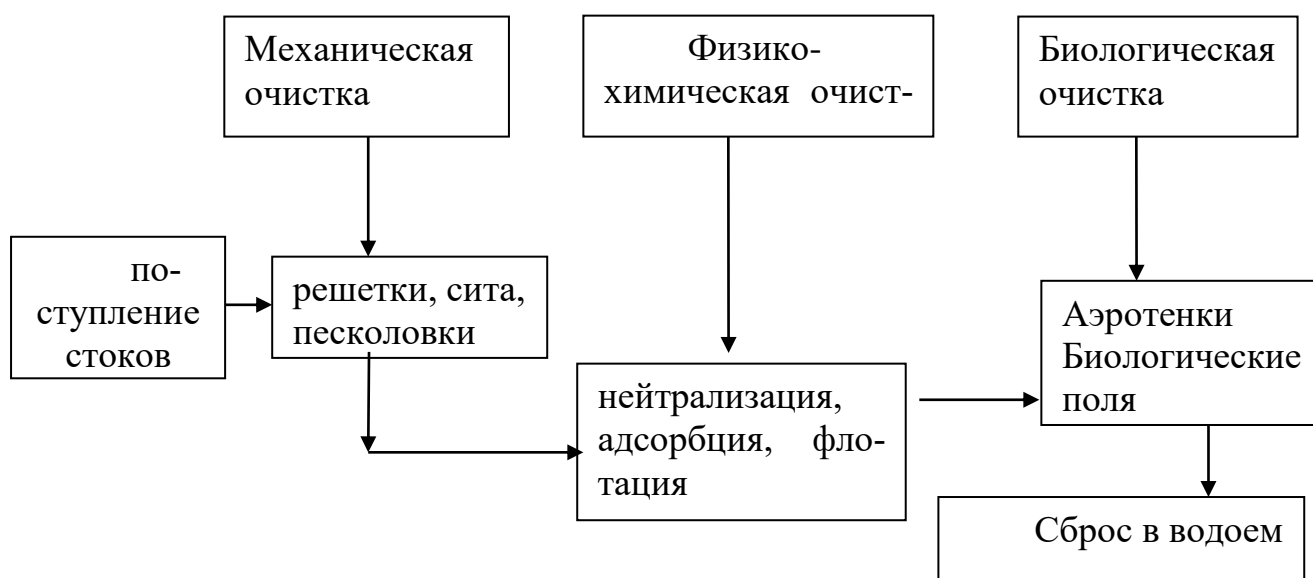 Механическая
очистка
Физико-
химическая очист-
Биологическая
очистка
по-
ступление
стоков
решетки, сита,
песколовки
нейтрализация,
адсорбция, фло-
тация
Аэротенки
Биологические
поля
Сброс в водоем